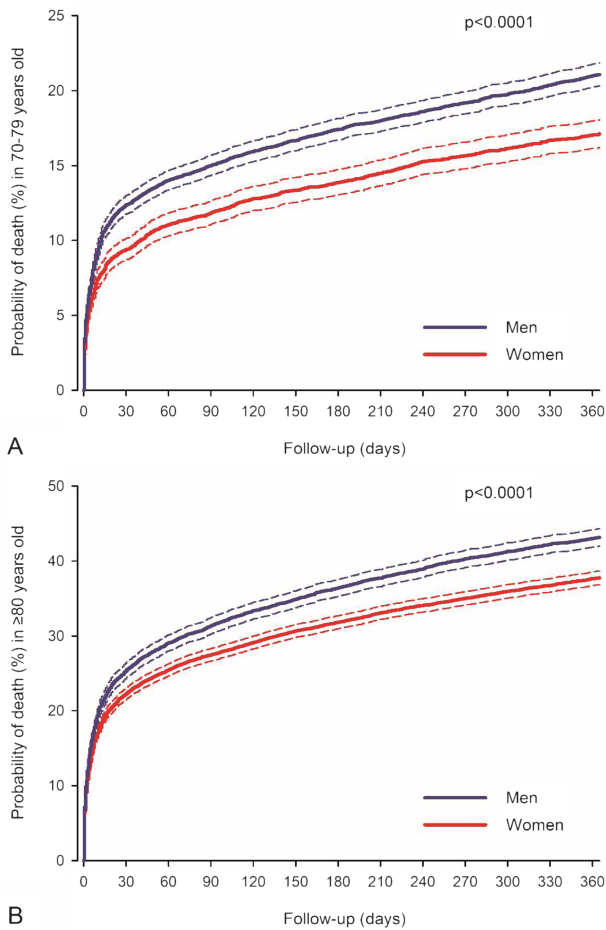 p<0.0001
Probability of death (%) in 70-79 years old
25
20
15
10
5
0
Men
Women
0 30 60 90 120 150 180 210 240 270 300 330 360
Follow-up (days)
A
p<0.0001
Probability of death (%) in ≥80 years old
50
40
30
20
10
0
Men
Women
0 30 60 90 120 150 180 210 240 270 300 330 360
Follow-up (days)
B